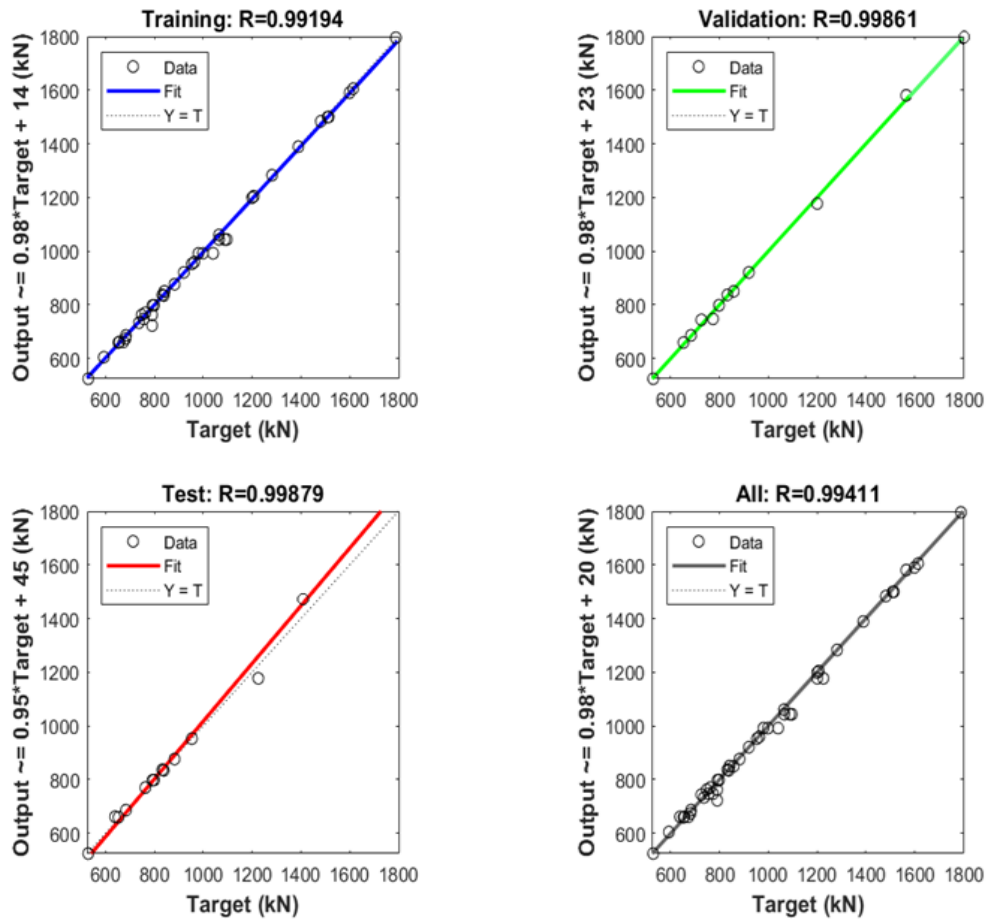 Training: R=0.99194
Output ~= 0.98*Target + 14 (kN)
1800
1600
1400
1200
1000
800
600
Data
Fit
Y = T
600 800 1000 1200 1400 1600 1800
Target (kN)
Validation: R=0.99861
Output ~= 0.98*Target + 23 (kN)
1800
1600
1400
1200
1000
800
600
Data
Fit
Y = T
600 800 1000 1200 1400 1600 1800
Target (kN)
Test: R=0.99879
Output ~= 0.95*Target + 45 (kN)
1800
1600
1400
1200
1000
800
600
Data
Fit
Y = T
600 800 1000 1200 1400 1600 1800
Target (kN)
All: R=0.99411
Output ~= 0.98*Target + 20 (kN)
1800
1600
1400
1200
1000
800
600
Data
Fit
Y = T
600 800 1000 1200 1400 1600 1800
Target (kN)